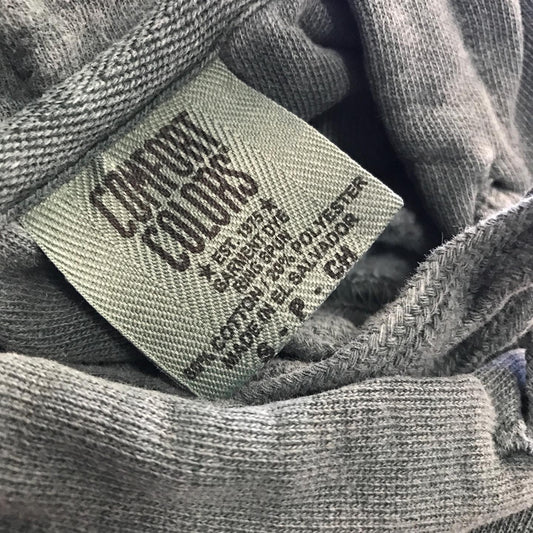 COMFORT
COLORS
EST. 1975
GARMENT DYE
RING SPUN
80% COTTON / 20% POLYESTER
MADE IN EL SALVADOR
S - P - CH